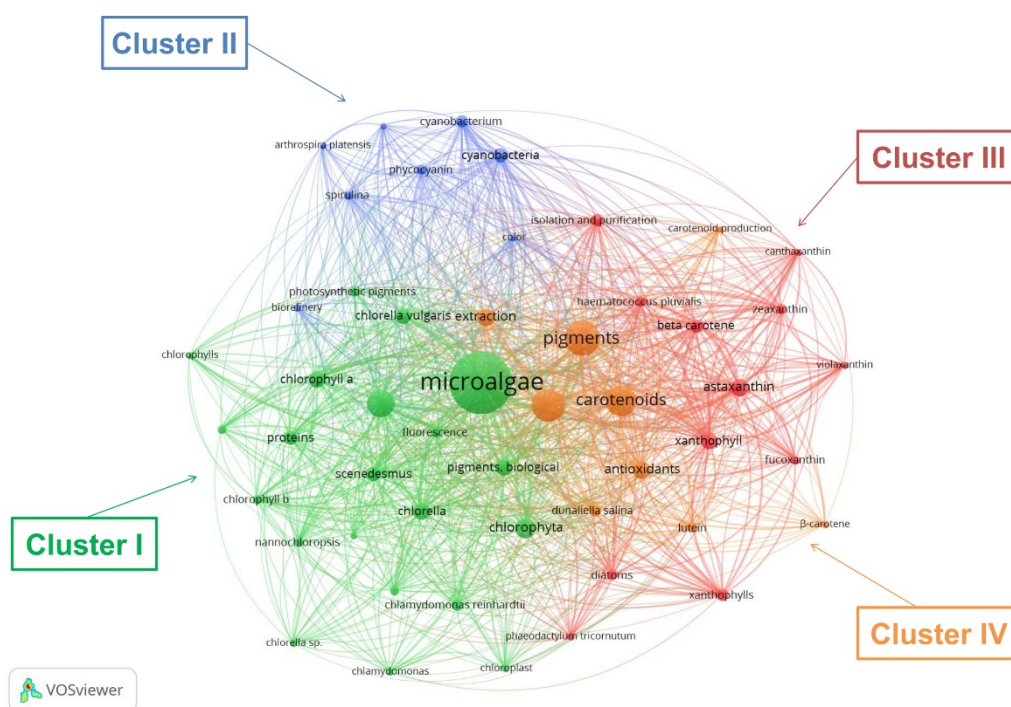 Cluster II
cyanobacterium
arthrospira platensis
cyanobacteria
Cluster III
phycocyanin
spirulina
isolation and purification
carotenoid production
color
canthaxanthin
photosynthetic pigments
haematococcus pluvialis
biorefinery
zeaxanthin
chlorella vulgaris
extraction
beta carotene
pigments
chlorophylls
violaxanthin
chlorophyll a
microalgae
astaxanthin
carotenoids
fluorescence
proteins
xanthophyll
fucoxanthin
scenedesmus
pigments, biological
antioxidants
chlorophyll b
chlorella
dunaliella salina
β-carotene
chlorophyta
lutein
Cluster I
nannochloropsis
diatoms
xanthophylls
chlamydomonas reinhardtii
Cluster IV
phaeodactylum tricornutum
chlorella sp.
chloroplast
chlamydomonas
VOSviewer